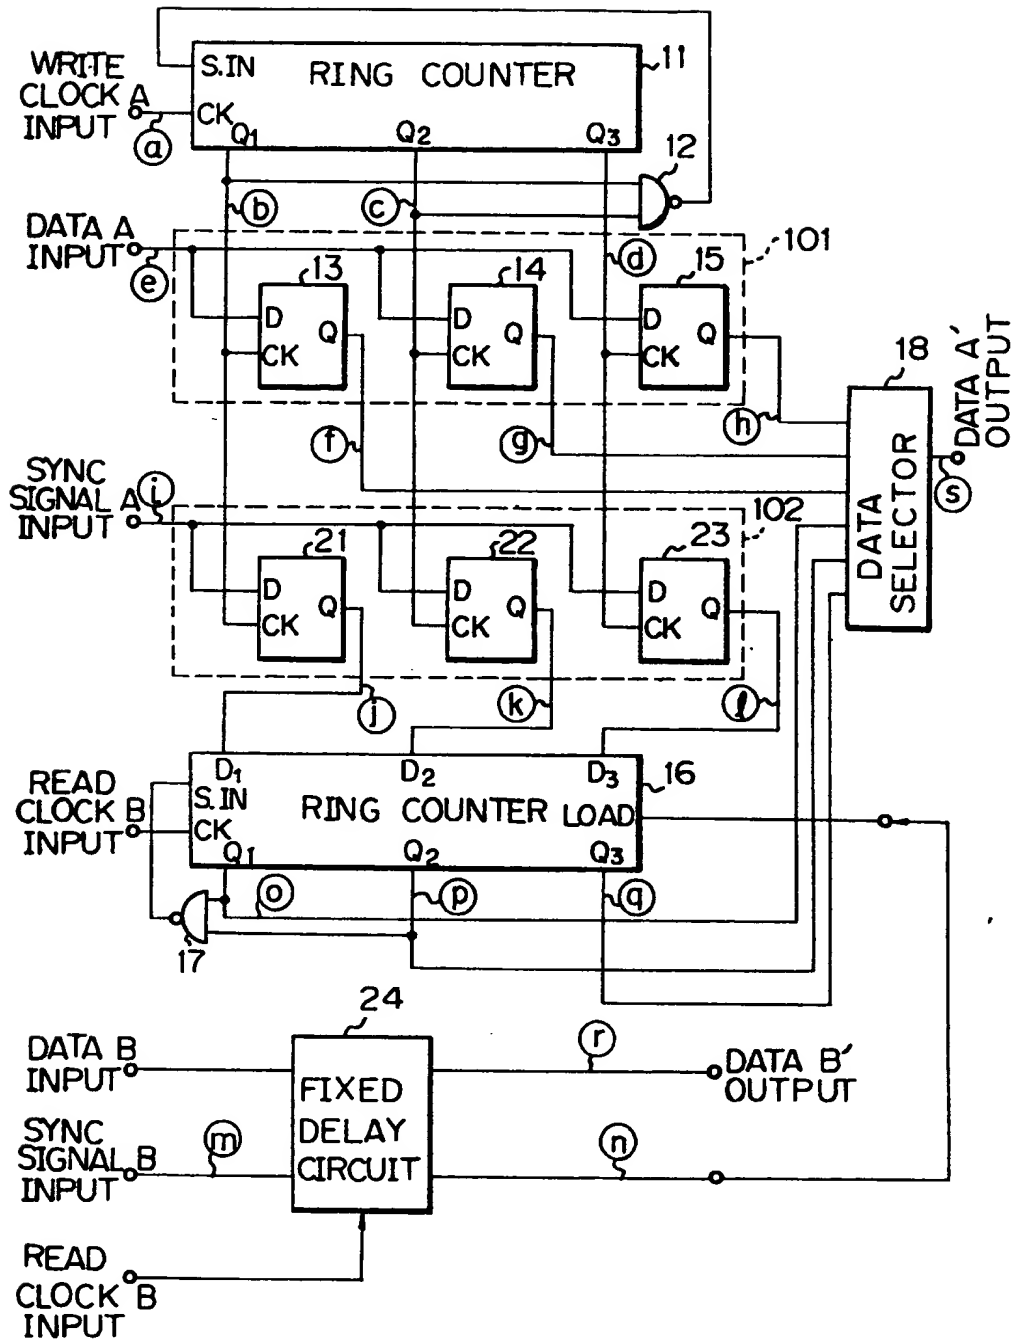 WRITE
CLOCK A
INPUT
a
S.IN
RING COUNTER
11
CK
Q1
Q2
Q3
12
b
c
d
DATA A
INPUT
e
101
13
14
15
D
Q
CK
D
Q
CK
D
Q
CK
18
DATA SELECTOR
DATA A' OUTPUT
s
f
g
h
SYNC
SIGNAL A
INPUT
i
102
21
22
23
D
Q
CK
D
Q
CK
D
Q
CK
j
k
l
READ
CLOCK B
INPUT
D1
D2
D3
16
S.IN
RING COUNTER
LOAD
CK
Q1
Q2
Q3
o
p
q
17
24
DATA B
INPUT
FIXED
DELAY
CIRCUIT
r
DATA B'
OUTPUT
SYNC
SIGNAL B
INPUT
m
n
READ
CLOCK B
INPUT